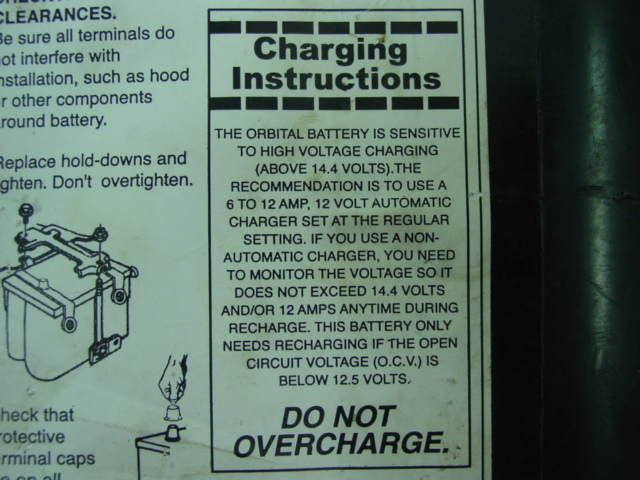 CLEARANCES.
Be sure all terminals do
not interfere with
installation, such as hood
or other components
around battery.
Replace hold-downs and
tighten. Don't overtighten.
Check that
protective
terminal caps
on all
Charging
Instructions
THE ORBITAL BATTERY IS SENSITIVE
TO HIGH VOLTAGE CHARGING
(ABOVE 14.4 VOLTS).THE
RECOMMENDATION IS TO USE A
6 TO 12 AMP, 12 VOLT AUTOMATIC
CHARGER SET AT THE REGULAR
SETTING. IF YOU USE A NON-
AUTOMATIC CHARGER, YOU NEED
TO MONITOR THE VOLTAGE SO IT
DOES NOT EXCEED 14.4 VOLTS
AND/OR 12 AMPS ANYTIME DURING
RECHARGE. THIS BATTERY ONLY
NEEDS RECHARGING IF THE OPEN
CIRCUIT VOLTAGE (O.C.V.) IS
BELOW 12.5 VOLTS.
DO NOT
OVERCHARGE.